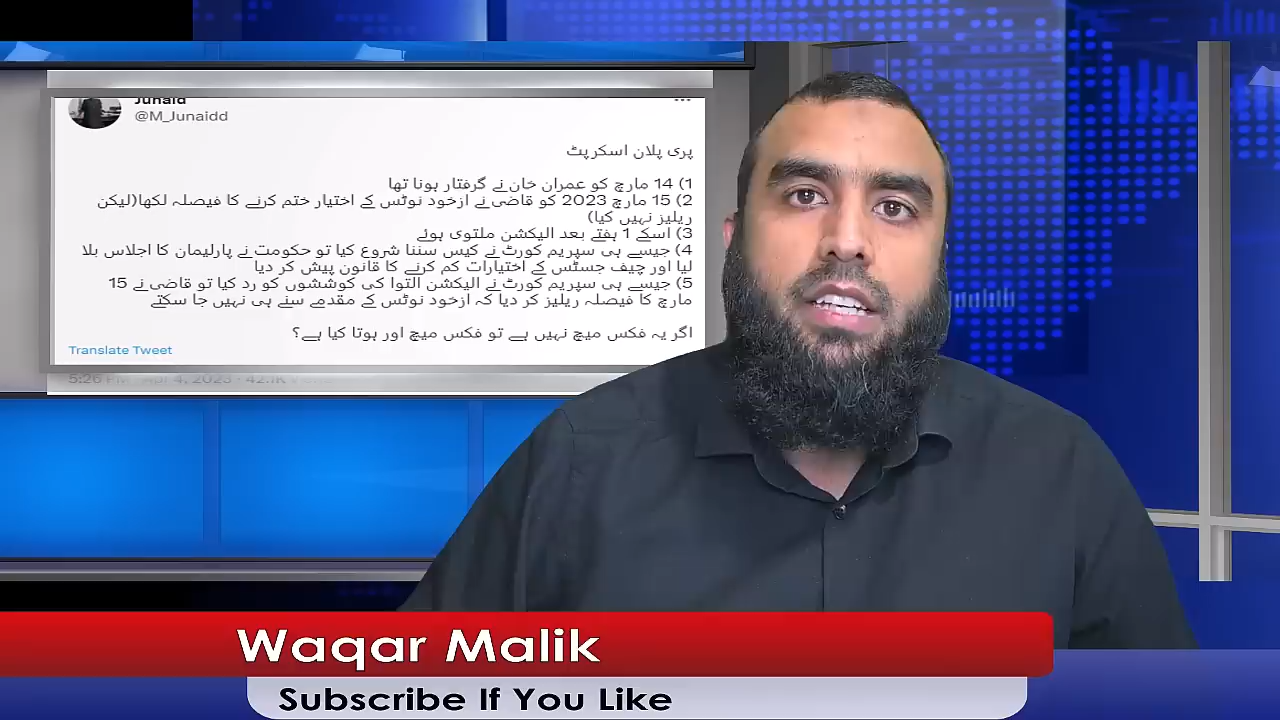 Junaid
@M_Junaidd
پری پلان اسکرپٹ
1) 14 مارچ کو عمران خان نے گرفتار ہونا تھا
2) 15 مارچ 2023 کو قاضی نے ازخود نوٹس کے اختیار ختم کرنے کا فیصلہ لکھا(لیکن
ریلیز نہیں کیا)
3) اسکے 1 ہفتے بعد الیکشن ملتوی ہوئے
4) جیسے ہی سپریم کورٹ نے کیس سننا شروع کیا تو حکومت نے پارلیمان کا اجلاس بلا
لیا اور چیف جسٹس کے اختیارات کم کرنے کا قانون پیش کر دیا
5) جیسے ہی سپریم کورٹ نے الیکشن التوا کی کوششوں کو رد کیا تو قاضی نے 15
مارچ کا فیصلہ ریلیز کر دیا کہ ازخود نوٹس کے مقدمے سنے ہی نہیں جا سکتے
اگر یہ فکس میچ نہیں ہے تو فکس میچ اور ہوتا کیا ہے؟
Translate Tweet
5:26 PM · Apr 4, 2023 · 42.1K
Waqar Malik
Subscribe If You Like